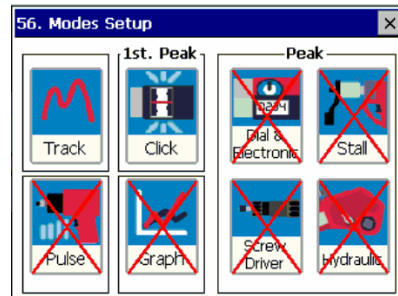 56. Modes Setup
1st. Peak
Peak
Track
Click
Dial &
Electronic
Stall
Pulse
Graph
Screw
Driver
Hydraulic